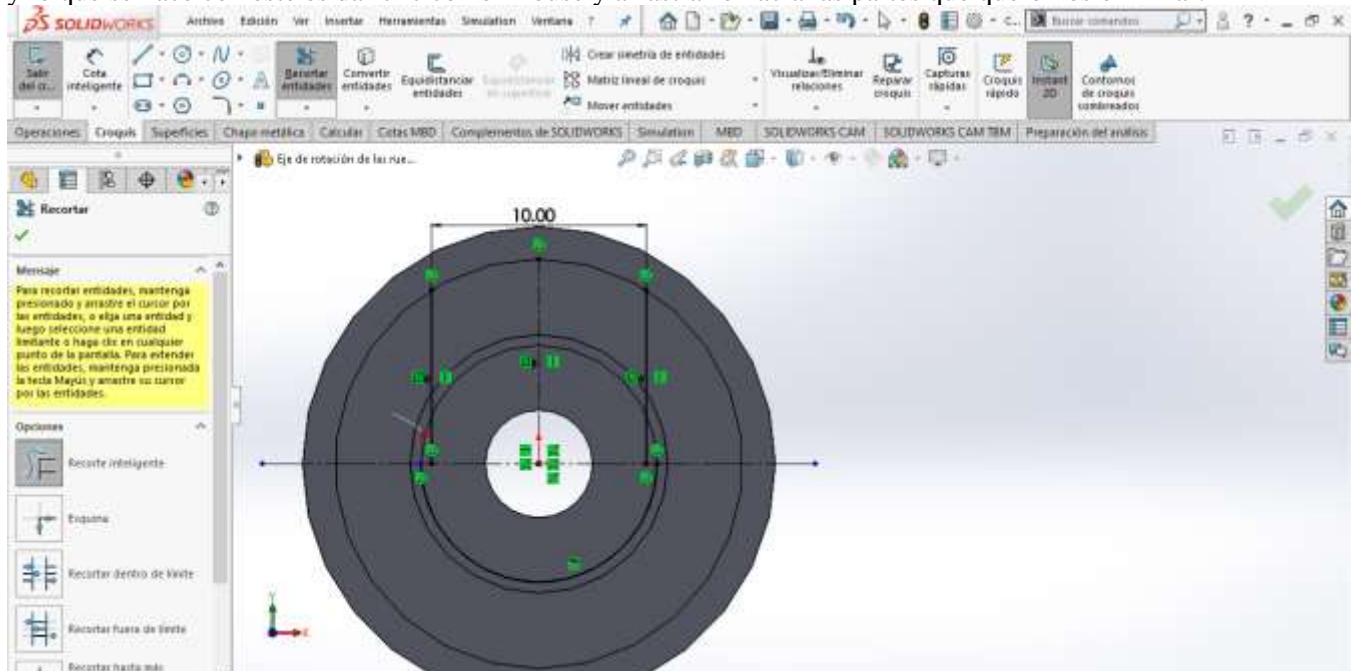 SOLIDWORKS
Archivo Edición Ver Insertar Herramientas Simulation Ventana ?
Buscar comandos
Salir del cr...
Cota inteligente
Recortar entidades
Convertir entidades
Equidistanciar entidades
Crear simetría de entidades
Matriz lineal de croquis
Mover entidades
Visualizar/Eliminar relaciones
Reparar croquis
Capturas rápidas
Croquis rápido
Instant 2D
Contornos de croquis sombreados
Operaciones Croquis Superficies Chapa metálica Calcular Cotas MBD Complementos de SOLIDWORKS Simulation MBD SOLIDWORKS CAM SOLIDWORKS CAM TBM Preparación del análisis
Eje de rotación de las rue...
Recortar
Mensaje
Para recortar entidades, mantenga
presionado y arrastre el cursor por
las entidades, o elija una entidad y
luego seleccione una entidad
limitante o haga clic en cualquier
punto de la pantalla. Para extender
las entidades, mantenga presionada
la tecla Mayús y arrastre su cursor
por las entidades.
Opciones
Recorte inteligente
Esquina
Recortar dentro de límite
Recortar fuera de límite
Recortar hasta más
10.00
Y
X